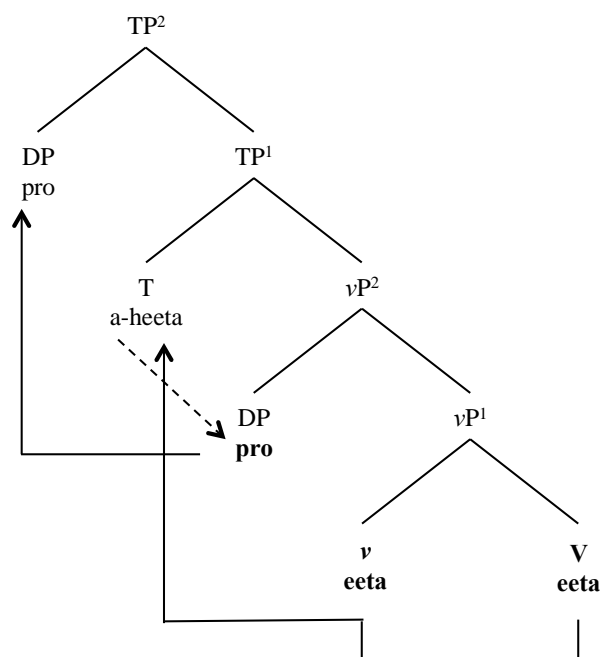 TP²
DP
pro
TP¹
T
a-heeta
vP²
DP
pro
vP¹
v
eeta
V
eeta